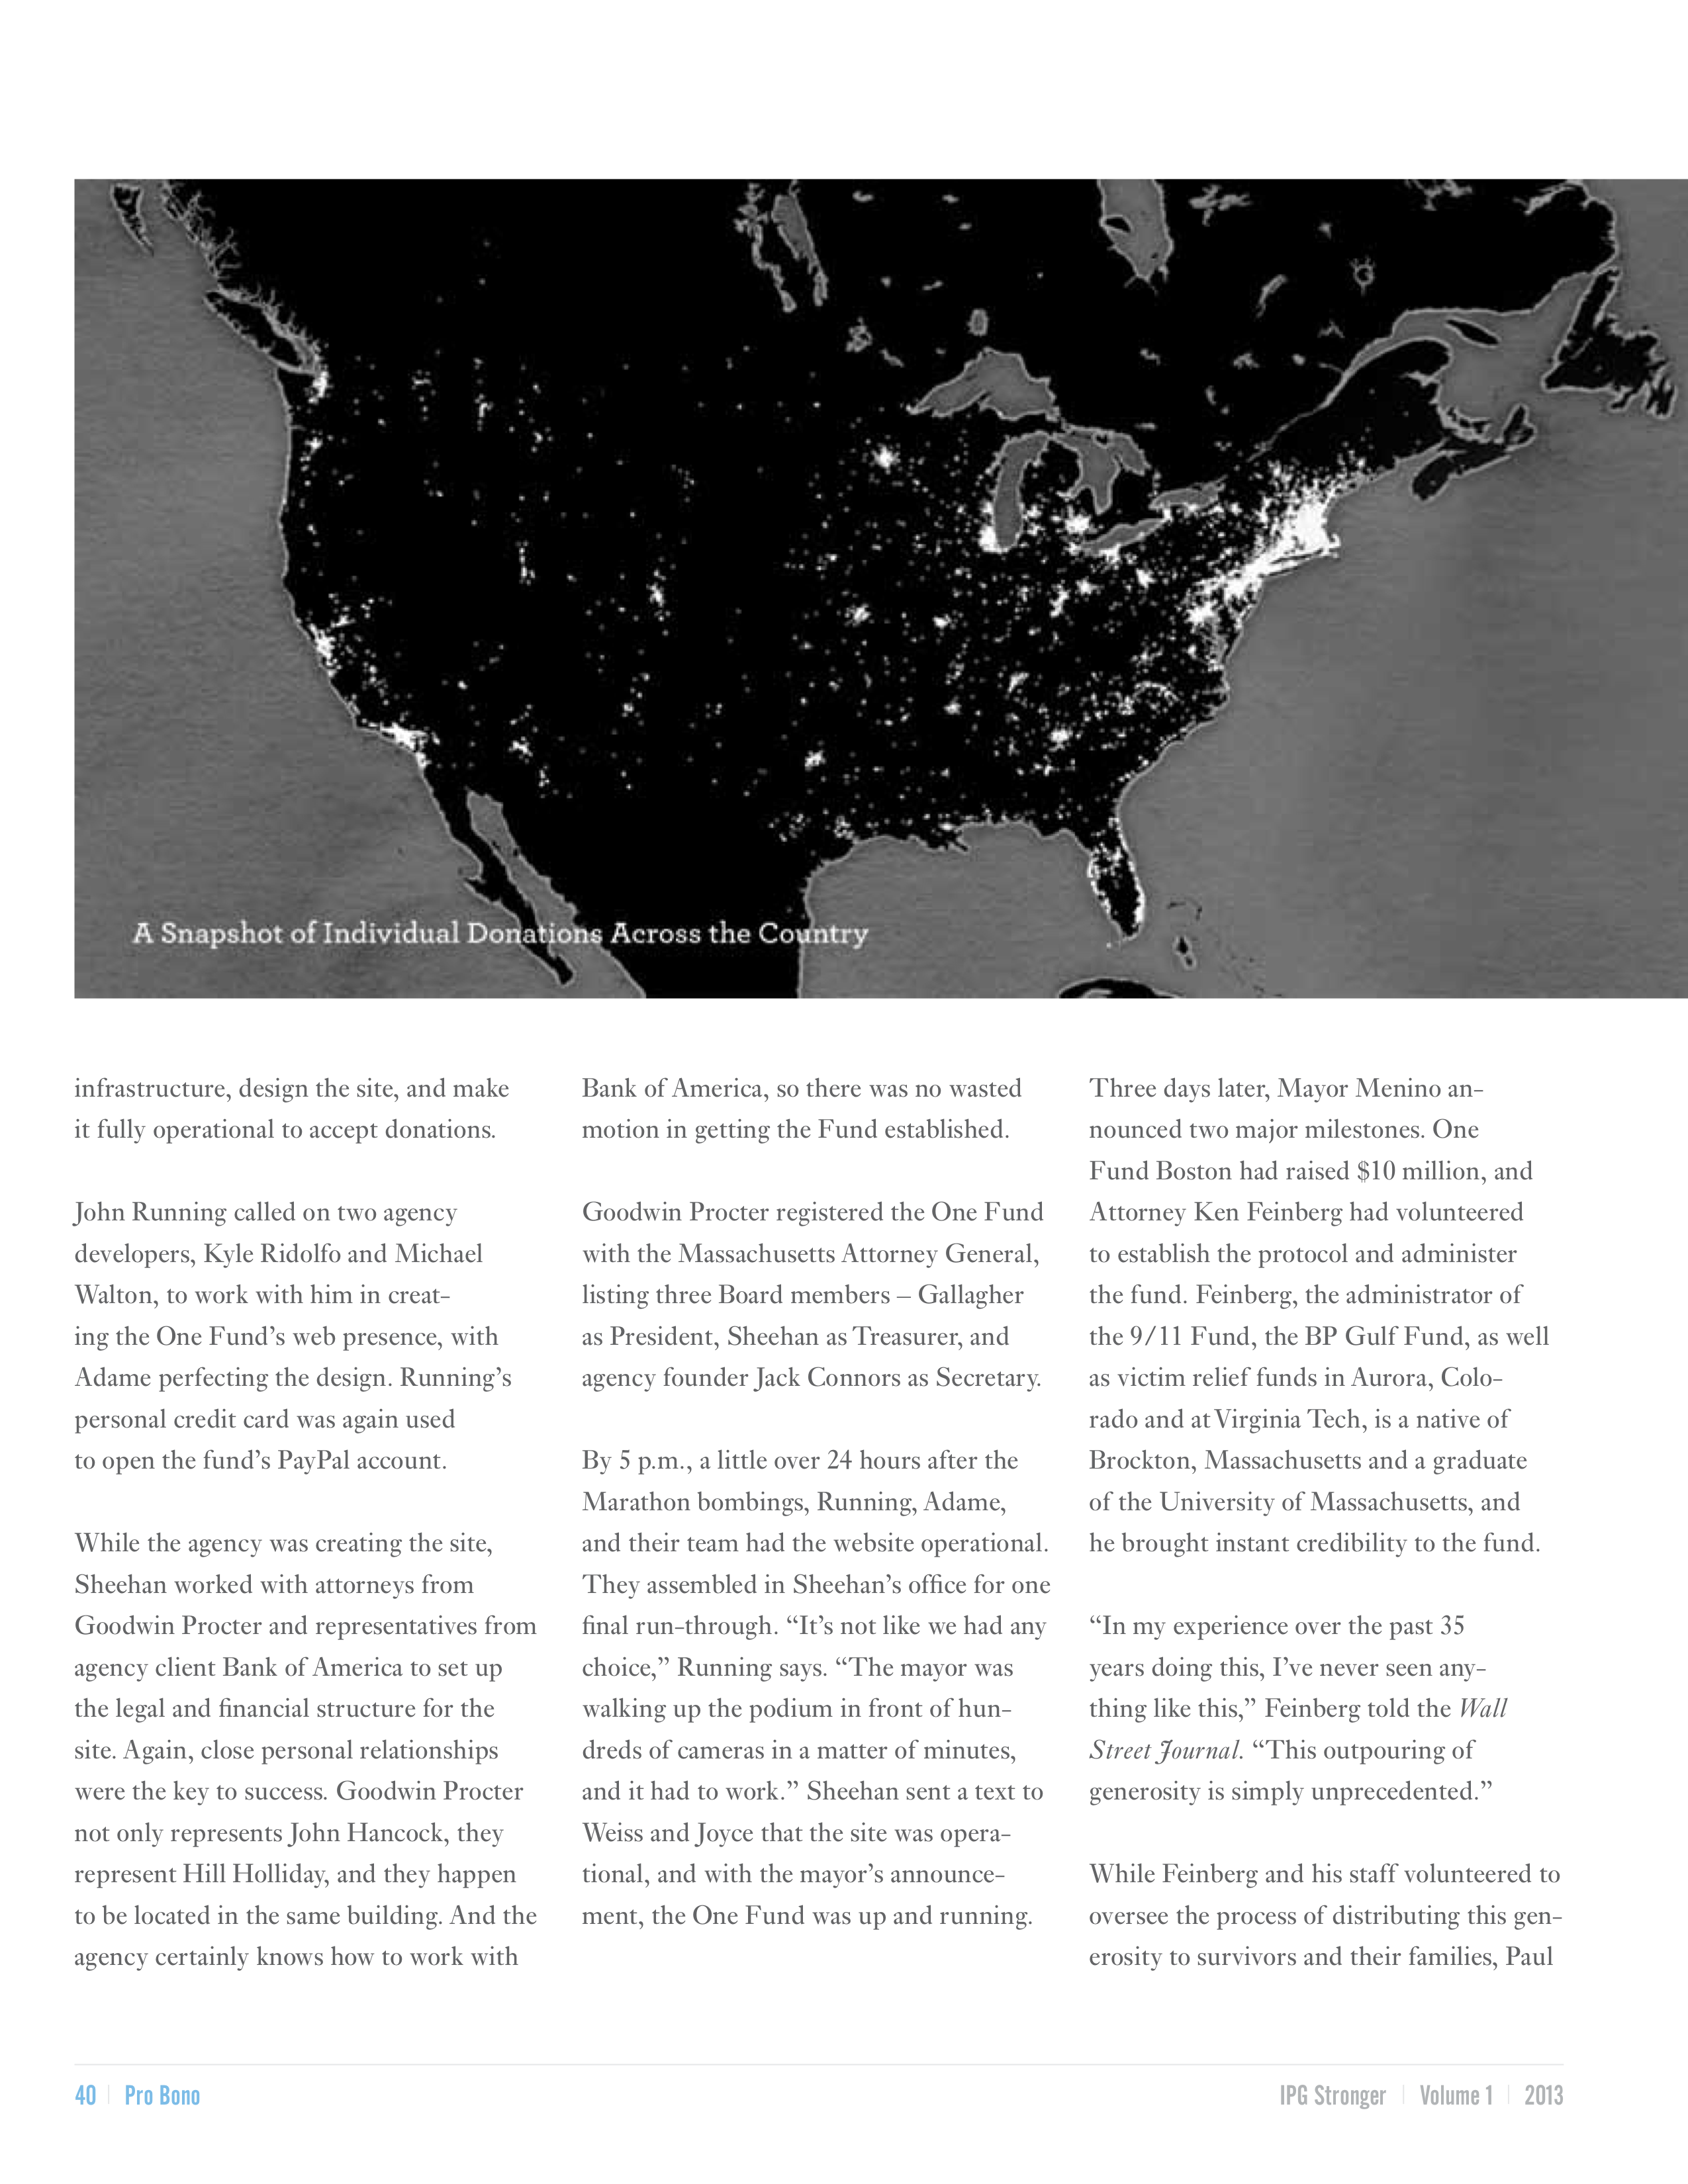 A Snapshot of Individual Donations Across the Country
infrastructure, design the site, and make
it fully operational to accept donations.
John Running called on two agency
developers, Kyle Ridolfo and Michael
Walton, to work with him in creat-
ing the One Fund’s web presence, with
Adame perfecting the design. Running’s
personal credit card was again used
to open the fund’s PayPal account.
While the agency was creating the site,
Sheehan worked with attorneys from
Goodwin Procter and representatives from
agency client Bank of America to set up
the legal and financial structure for the
site. Again, close personal relationships
were the key to success. Goodwin Procter
not only represents John Hancock, they
represent Hill Holliday, and they happen
to be located in the same building. And the
agency certainly knows how to work with
Bank of America, so there was no wasted
motion in getting the Fund established.
Goodwin Procter registered the One Fund
with the Massachusetts Attorney General,
listing three Board members – Gallagher
as President, Sheehan as Treasurer, and
agency founder Jack Connors as Secretary.
By 5 p.m., a little over 24 hours after the
Marathon bombings, Running, Adame,
and their team had the website operational.
They assembled in Sheehan’s office for one
final run-through. “It’s not like we had any
choice,” Running says. “The mayor was
walking up the podium in front of hun-
dreds of cameras in a matter of minutes,
and it had to work.” Sheehan sent a text to
Weiss and Joyce that the site was opera-
tional, and with the mayor’s announce-
ment, the One Fund was up and running.
Three days later, Mayor Menino an-
nounced two major milestones. One
Fund Boston had raised $10 million, and
Attorney Ken Feinberg had volunteered
to establish the protocol and administer
the fund. Feinberg, the administrator of
the 9/11 Fund, the BP Gulf Fund, as well
as victim relief funds in Aurora, Colo-
rado and at Virginia Tech, is a native of
Brockton, Massachusetts and a graduate
of the University of Massachusetts, and
he brought instant credibility to the fund.
“In my experience over the past 35
years doing this, I’ve never seen any-
thing like this,” Feinberg told the Wall
Street Journal. “This outpouring of
generosity is simply unprecedented.”
While Feinberg and his staff volunteered to
oversee the process of distributing this gen-
erosity to survivors and their families, Paul
40 | Pro Bono
IPG Stronger | Volume 1 | 2013